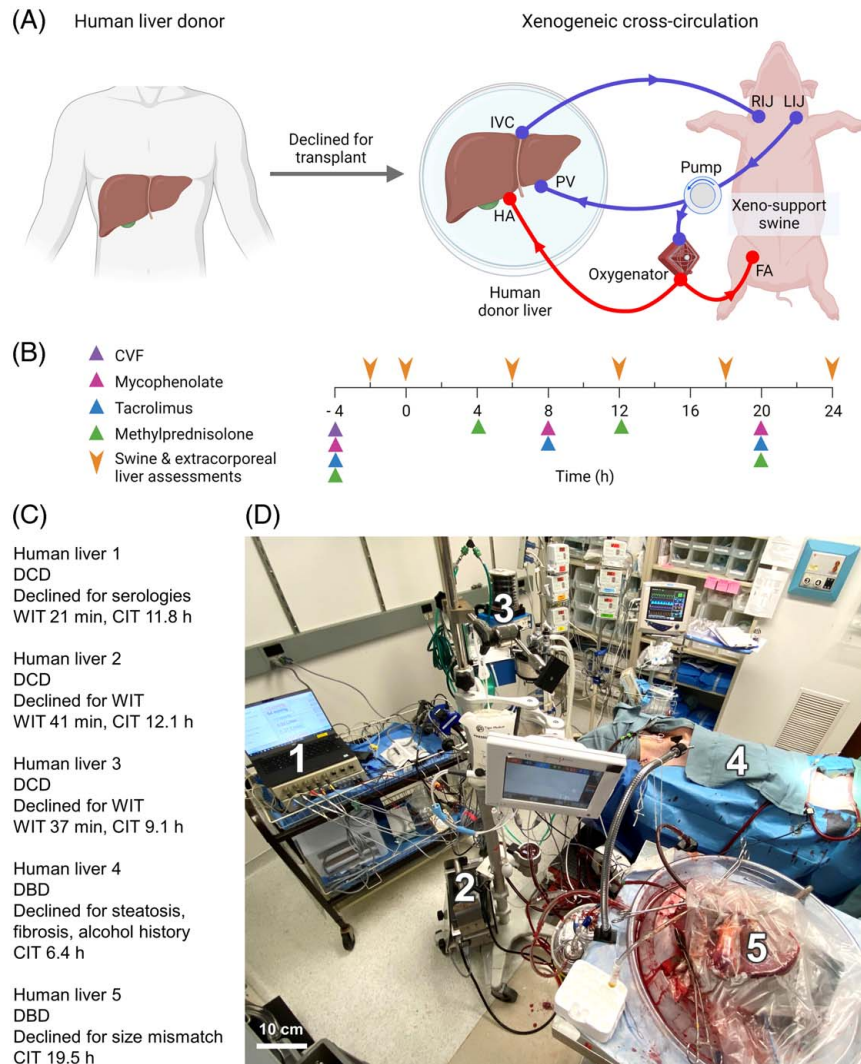 (A)
Human liver donor
Xenogeneic cross-circulation
Declined for
transplant
IVC
PV
HA
RIJ
LIJ
Pump
Xeno-support
swine
Oxygenator
FA
Human
donor liver
(B)
CVF
Mycophenolate
Tacrolimus
Methylprednisolone
Swine & extracorporeal
liver assessments
- 4 0 4 8 12 16 20 24
Time (h)
(C)
Human liver 1
DCD
Declined for serologies
WIT 21 min, CIT 11.8 h
Human liver 2
DCD
Declined for WIT
WIT 41 min, CIT 12.1 h
Human liver 3
DCD
Declined for WIT
WIT 37 min, CIT 9.1 h
Human liver 4
DBD
Declined for steatosis,
fibrosis, alcohol history
CIT 6.4 h
Human liver 5
DBD
Declined for size mismatch
CIT 19.5 h
(D)
1
2
3
4
5
10 cm